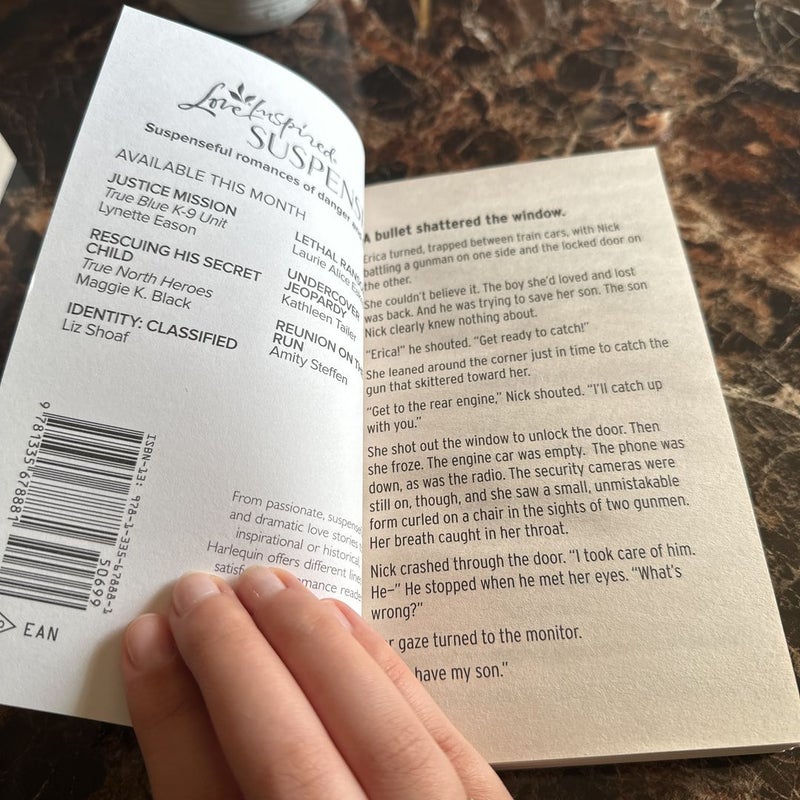 Love Inspired
SUSPENS
Suspenseful romances of danger
AVAILABLE THIS MONTH
JUSTICE MISSION
True Blue K-9 Unit
Lynette Eason
RESCUING HIS SECRET
CHILD
True North Heroes
Maggie K. Black
IDENTITY: CLASSIFIED
Liz Shoaf
LETHAL
Laurie Alice
UNDERCOVER
JEOPARDY
Kathleen Tailer
REUNION ON
RUN
Amity Steffen
ISBN-13: 978-1-335-67888-1
9 781335 678881
50699
EAN
From passionate,
and dramatic love stories
inspirational or historical,
Harlequin offers different
A bullet shattered the window.
Erica turned, trapped between train cars, with Nick
battling a gunman on one side and the locked door on
the other.
She couldn't believe it. The boy she'd loved and lost
was back. And he was trying to save her son. The son
Nick clearly knew nothing about.
"Erica!" he shouted. "Get ready to catch!"
She leaned around the corner just in time to catch the
gun that skittered toward her.
"Get to the rear engine," Nick shouted. "I'll catch up
with you."
She shot out the window to unlock the door. Then
she froze. The engine car was empty. The phone was
down, as was the radio. The security cameras were
still on, though, and she saw a small, unmistakable
form curled on a chair in the sights of two gunmen.
Her breath caught in her throat.
Nick crashed through the door. "I took care of him.
He–" He stopped when he met her eyes. "What's
wrong?"
gaze turned to the monitor.
have my son."